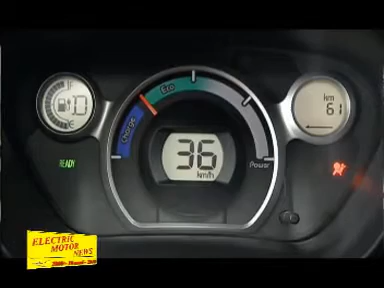 Eco
Charge
Power
36
km/h
D
km
61
READY
ELECTRIC
MOTOR
NEWS